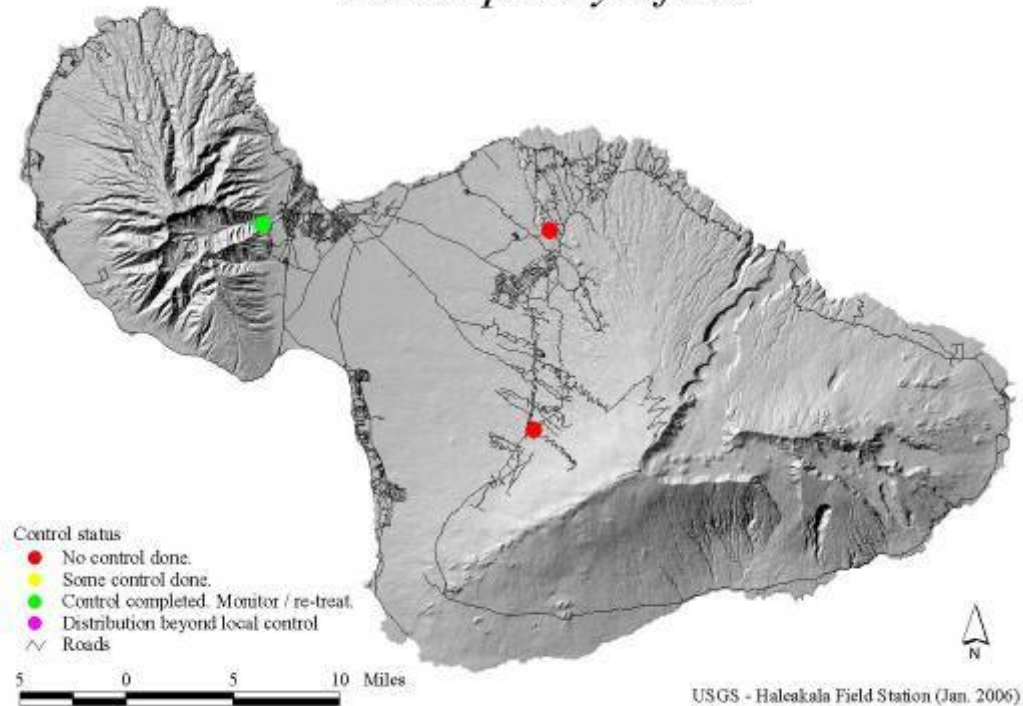 Control status
No control done.
Some control done.
Control completed. Monitor / re-treat.
Distribution beyond local control
Roads
5 0 5 10 Miles
N
USGS - Haleakala Field Station (Jan. 2006)